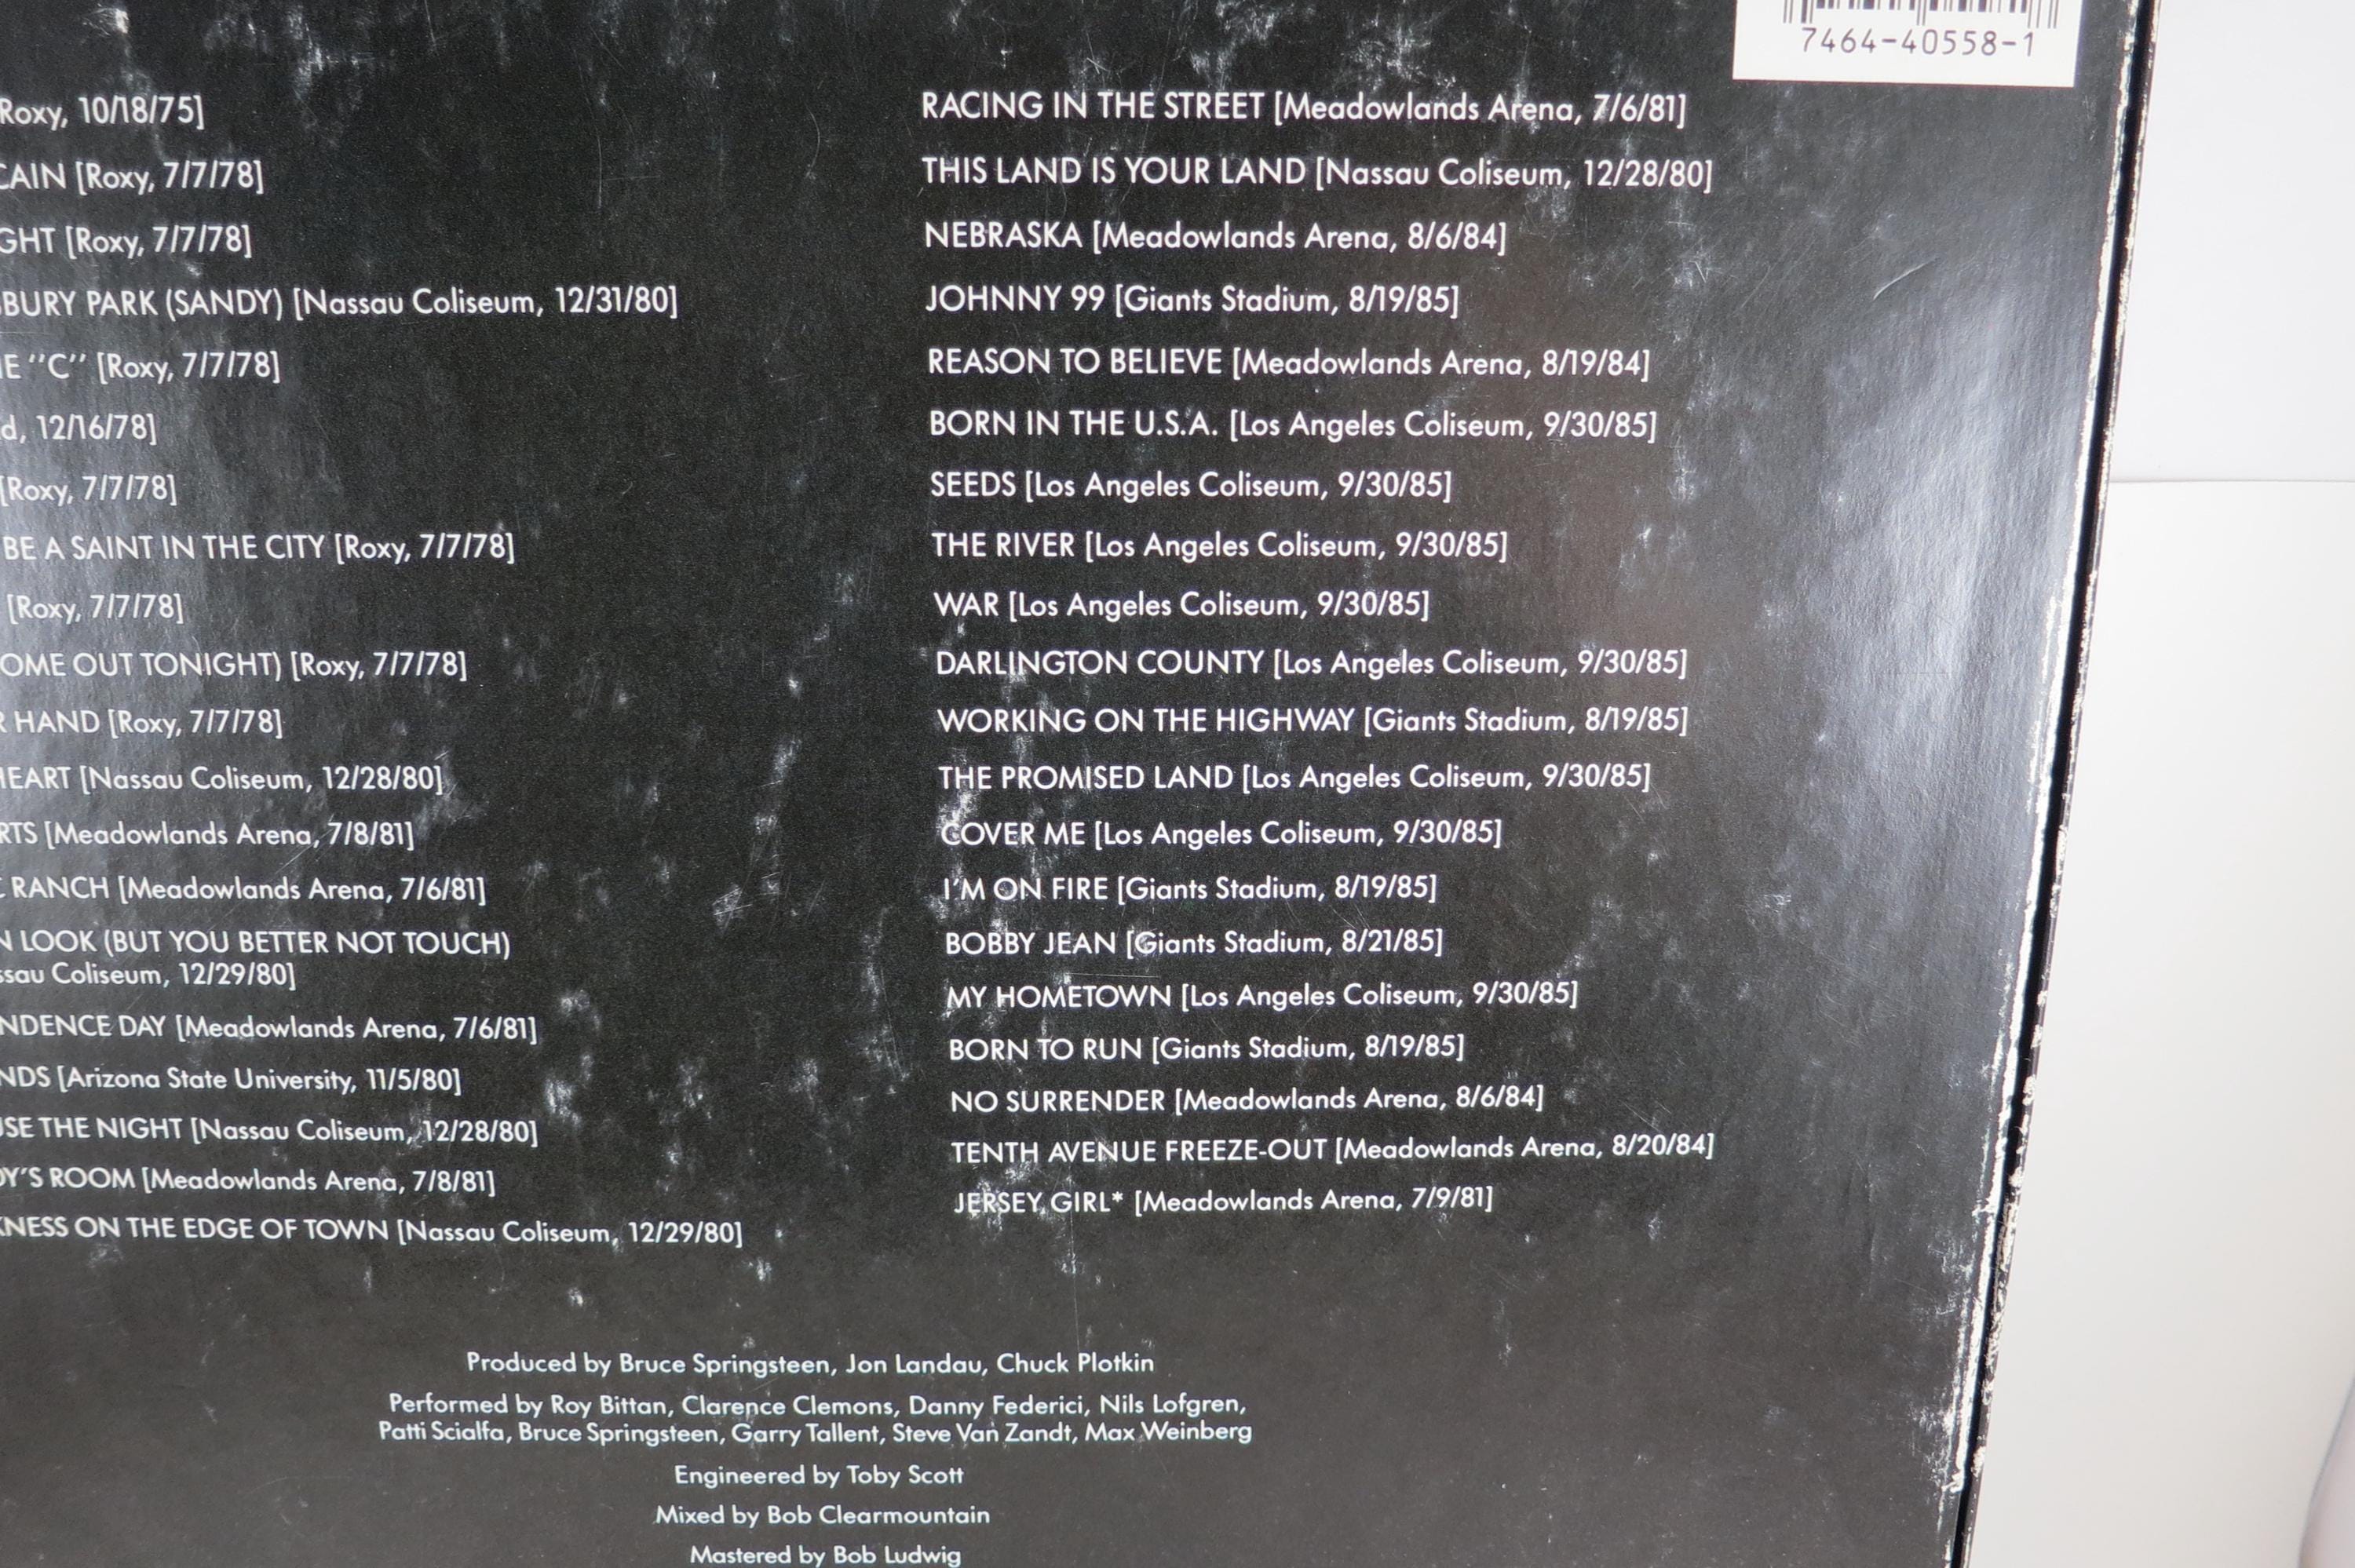 7464-40558-1
Roxy, 10/18/75]
CAIN [Roxy, 7/7/78]
GHT [Roxy, 7/7/78]
BURY PARK (SANDY) [Nassau Coliseum, 12/31/80]
E "C" [Roxy, 7/7/78]
d, 12/16/78]
[Roxy, 7/7/78]
BE A SAINT IN THE CITY [Roxy, 7/7/78]
[Roxy, 7/7/78]
OME OUT TONIGHT) [Roxy, 7/7/78]
R HAND [Roxy, 7/7/78]
HEART [Nassau Coliseum, 12/28/80]
RTS [Meadowlands Arena, 7/8/81]
RANCH [Meadowlands Arena, 7/6/81]
N LOOK (BUT YOU BETTER NOT TOUCH)
ssau Coliseum, 12/29/80]
NDENCE DAY [Meadowlands Arena, 7/6/81]
NDS [Arizona State University, 11/5/80]
USE THE NIGHT [Nassau Coliseum, 12/28/80]
DY'S ROOM [Meadowlands Arena, 7/8/81]
KNESS ON THE EDGE OF TOWN [Nassau Coliseum, 12/29/80]
RACING IN THE STREET [Meadowlands Arena, 7/6/81]
THIS LAND IS YOUR LAND [Nassau Coliseum, 12/28/80]
NEBRASKA [Meadowlands Arena, 8/6/84]
JOHNNY 99 [Giants Stadium, 8/19/85]
REASON TO BELIEVE [Meadowlands Arena, 8/19/84]
BORN IN THE U.S.A. [Los Angeles Coliseum, 9/30/85]
SEEDS [Los Angeles Coliseum, 9/30/85]
THE RIVER [Los Angeles Coliseum, 9/30/85]
WAR [Los Angeles Coliseum, 9/30/85]
DARLINGTON COUNTY [Los Angeles Coliseum, 9/30/85]
WORKING ON THE HIGHWAY [Giants Stadium, 8/19/85]
THE PROMISED LAND [Los Angeles Coliseum, 9/30/85]
COVER ME [Los Angeles Coliseum, 9/30/85]
I'M ON FIRE [Giants Stadium, 8/19/85]
BOBBY JEAN [Giants Stadium, 8/21/85]
MY HOMETOWN [Los Angeles Coliseum, 9/30/85]
BORN TO RUN [Giants Stadium, 8/19/85]
NO SURRENDER [Meadowlands Arena, 8/6/84]
TENTH AVENUE FREEZE-OUT [Meadowlands Arena, 8/20/84]
JERSEY GIRL* [Meadowlands Arena, 7/9/81]
Produced by Bruce Springsteen, Jon Landau, Chuck Plotkin
Performed by Roy Bittan, Clarence Clemons, Danny Federici, Nils Lofgren,
Patti Scialfa, Bruce Springsteen, Garry Tallent, Steve Van Zandt, Max Weinberg
Engineered by Toby Scott
Mixed by Bob Clearmountain
Mastered by Bob Ludwig